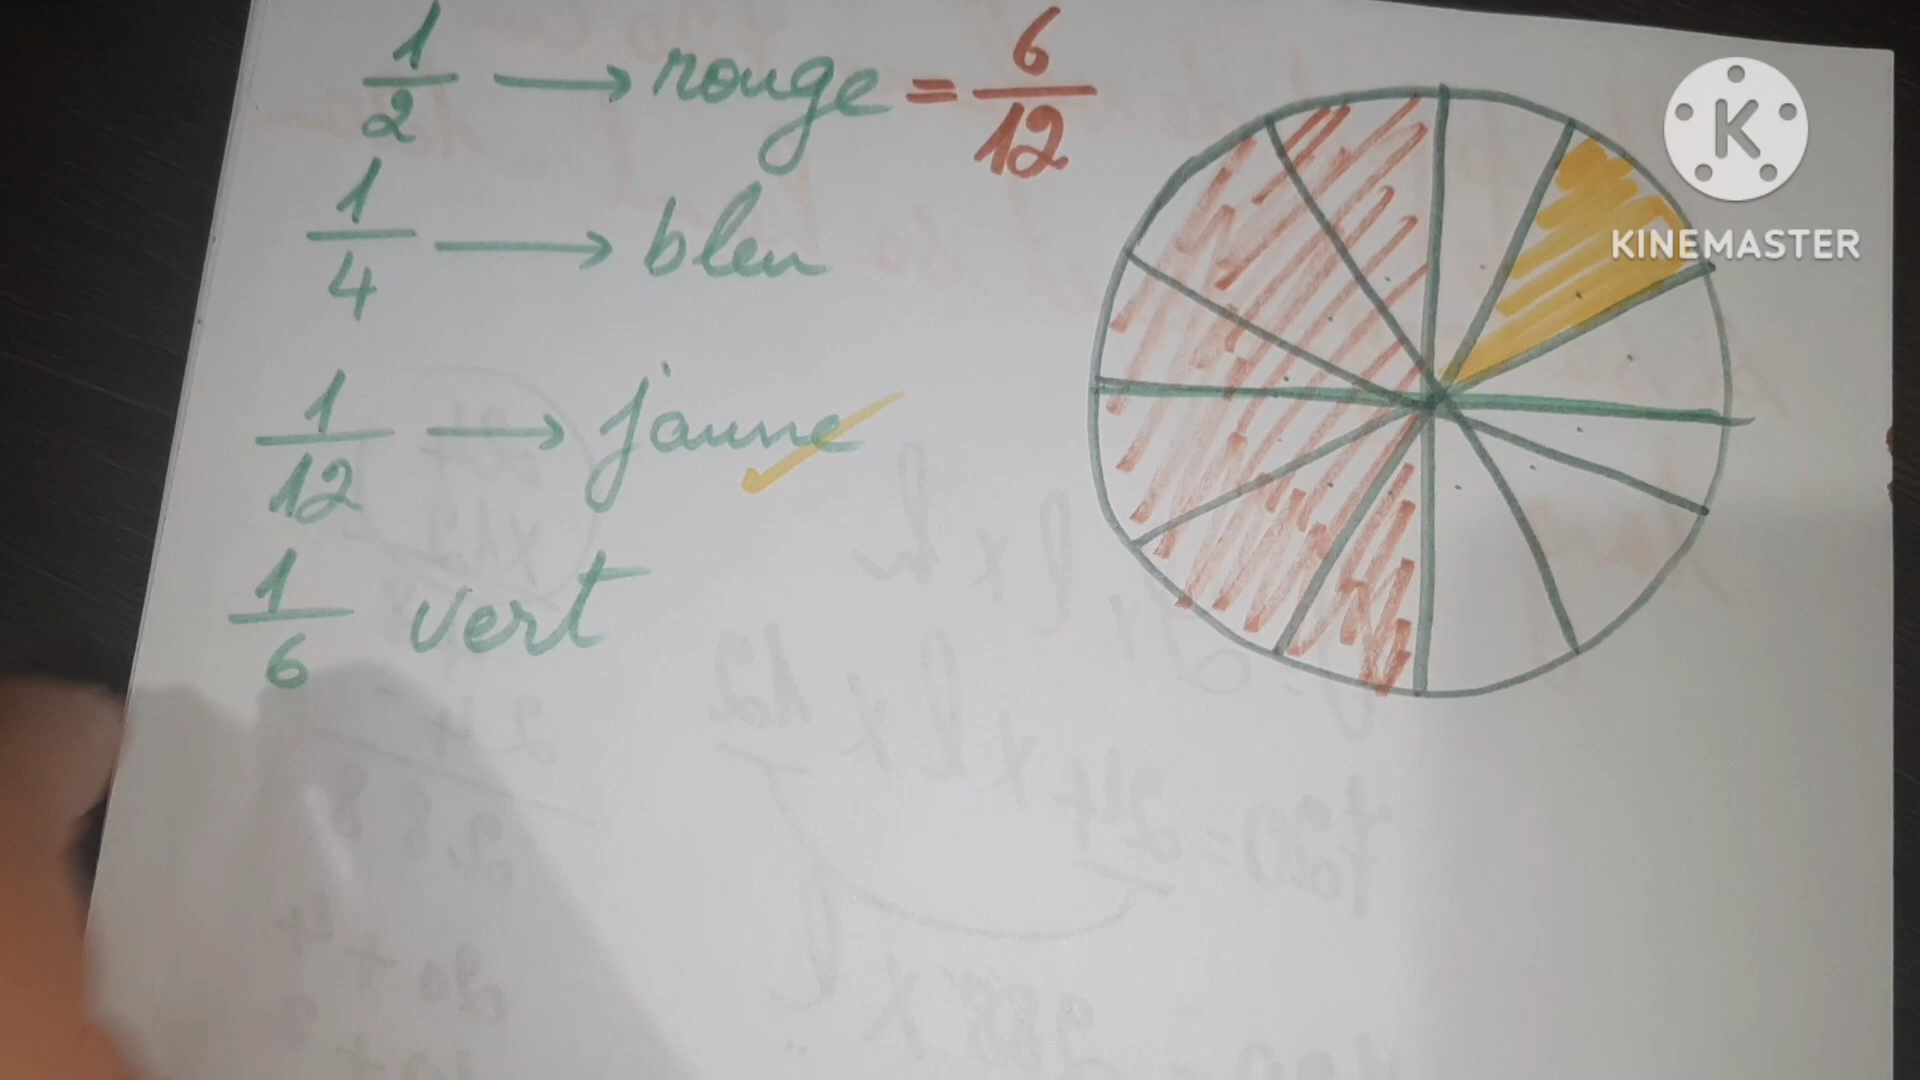 1/2 → rouge = 6/12
1/4 → bleu
1/12 → jaune
1/6 vert
K
KINEMASTER